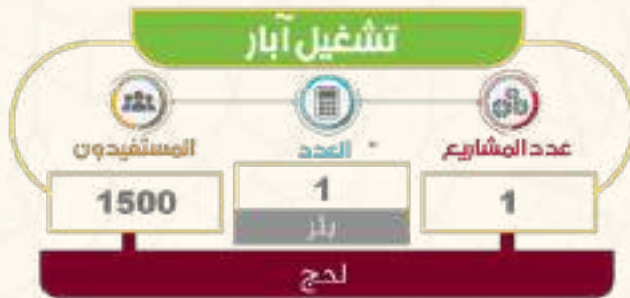 تشغيل آبار
عدد المشاريع العدد المستفيدون
1 1 1500
بئر
لحج